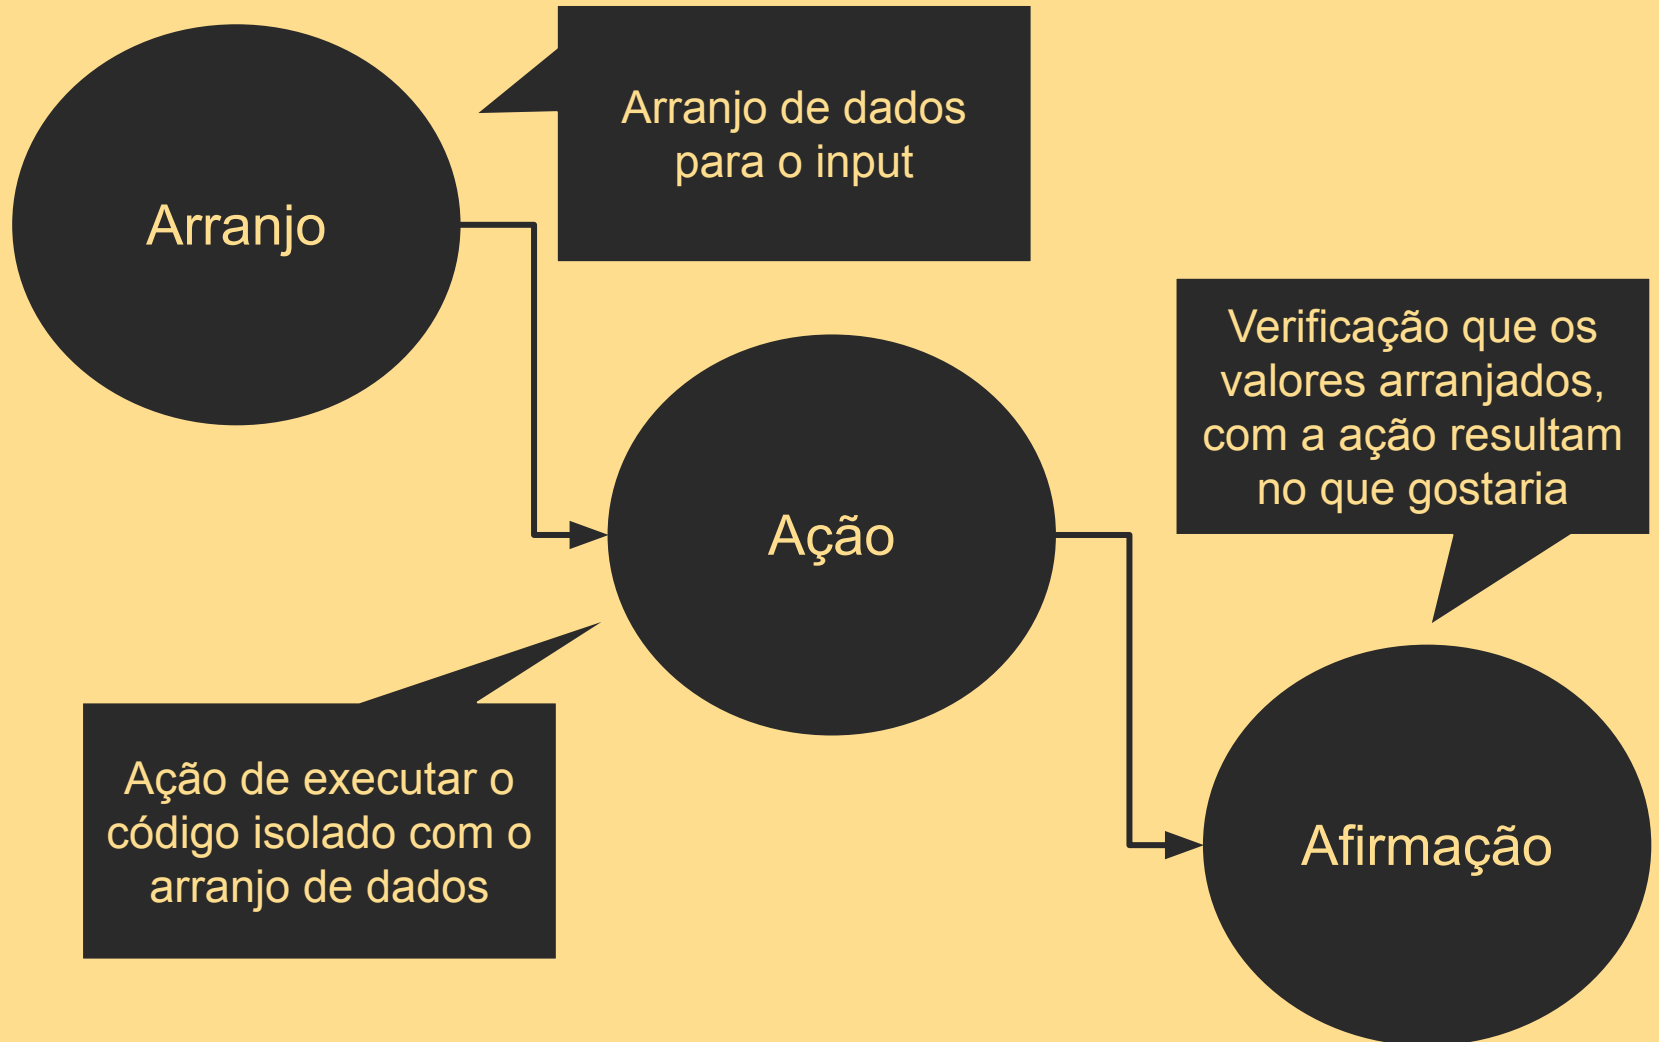 Arranjo
Arranjo de dados
para o input
Ação
Ação de executar o
código isolado com o
arranjo de dados
Verificação que os
valores arranjados,
com a ação resultam
no que gostaria
Afirmação